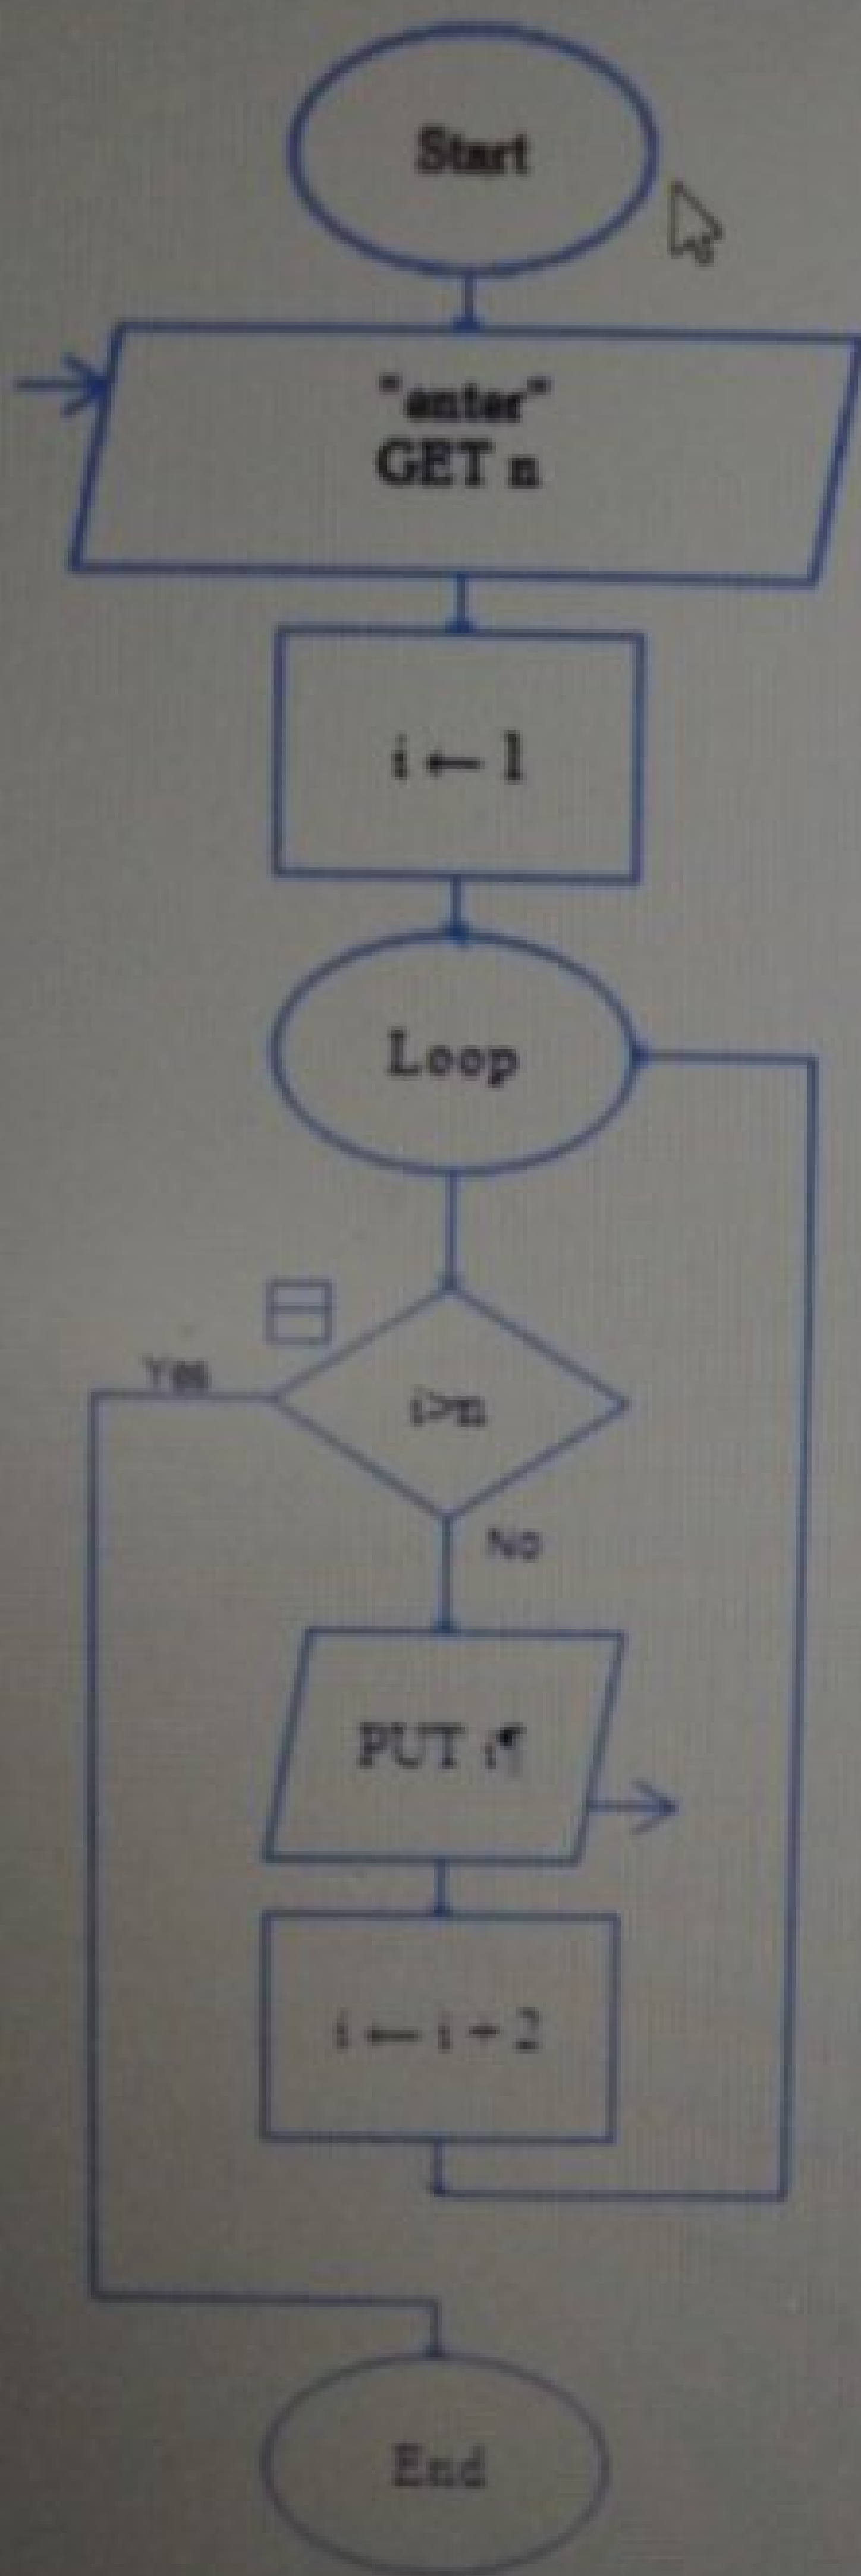 Start
"enter"
GET n
i ← 1
Loop
Yes
i>n
No
PUT i¶
i ← i + 2
End